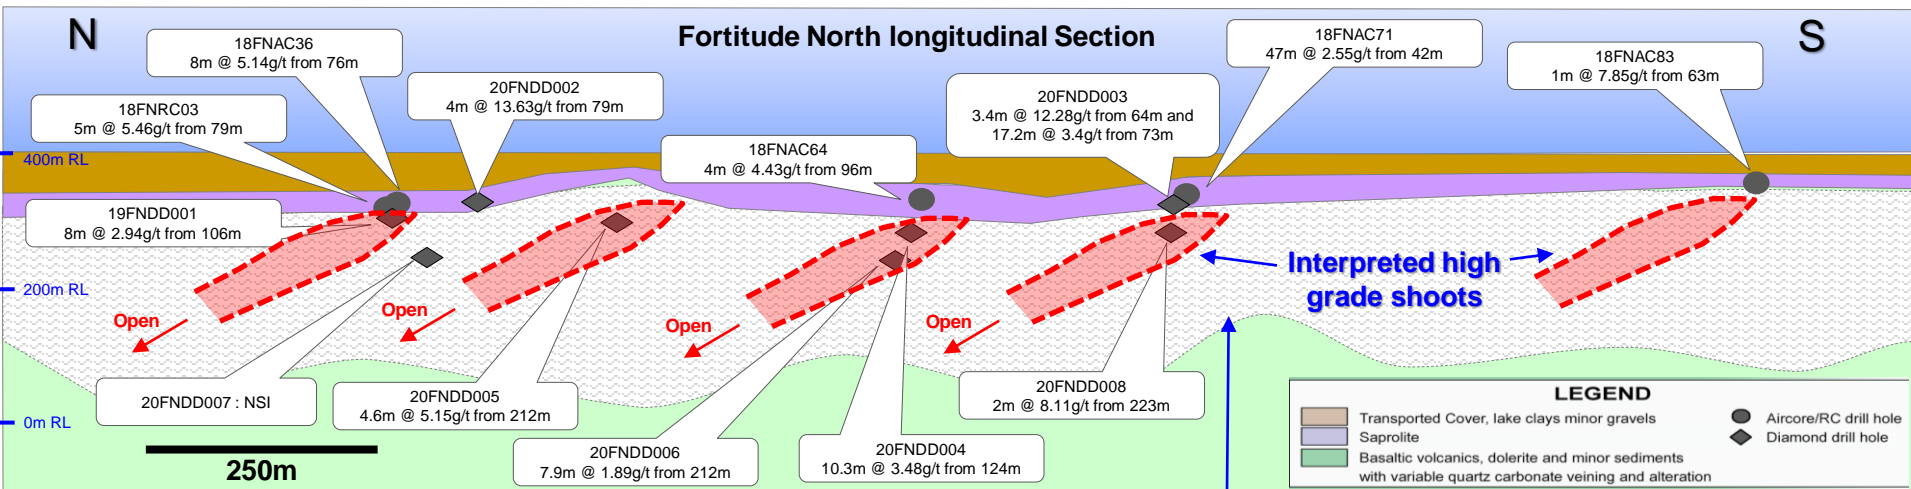 N
Fortitude North longitudinal Section
S
18FNAC36
8m @ 5.14g/t from 76m
20FNDD002
4m @ 13.63g/t from 79m
18FNRC03
5m @ 5.46g/t from 79m
18FNAC64
4m @ 4.43g/t from 96m
20FNDD003
3.4m @ 12.28g/t from 64m and
17.2m @ 3.4g/t from 73m
18FNAC71
47m @ 2.55g/t from 42m
18FNAC83
1m @ 7.85g/t from 63m
400m RL
19FNDD001
8m @ 2.94g/t from 106m
200m RL
Open
Open
Open
Open
Interpreted high
grade shoots
20FNDD007 : NSI
20FNDD005
4.6m @ 5.15g/t from 212m
20FNDD008
2m @ 8.11g/t from 223m
0m RL
250m
20FNDD006
7.9m @ 1.89g/t from 212m
20FNDD004
10.3m @ 3.48g/t from 124m
LEGEND
Transported Cover, lake clays minor gravels
Saprolite
Basaltic volcanics, dolerite and minor sediments
with variable quartz carbonate veining and alteration
Aircore/RC drill hole
Diamond drill hole